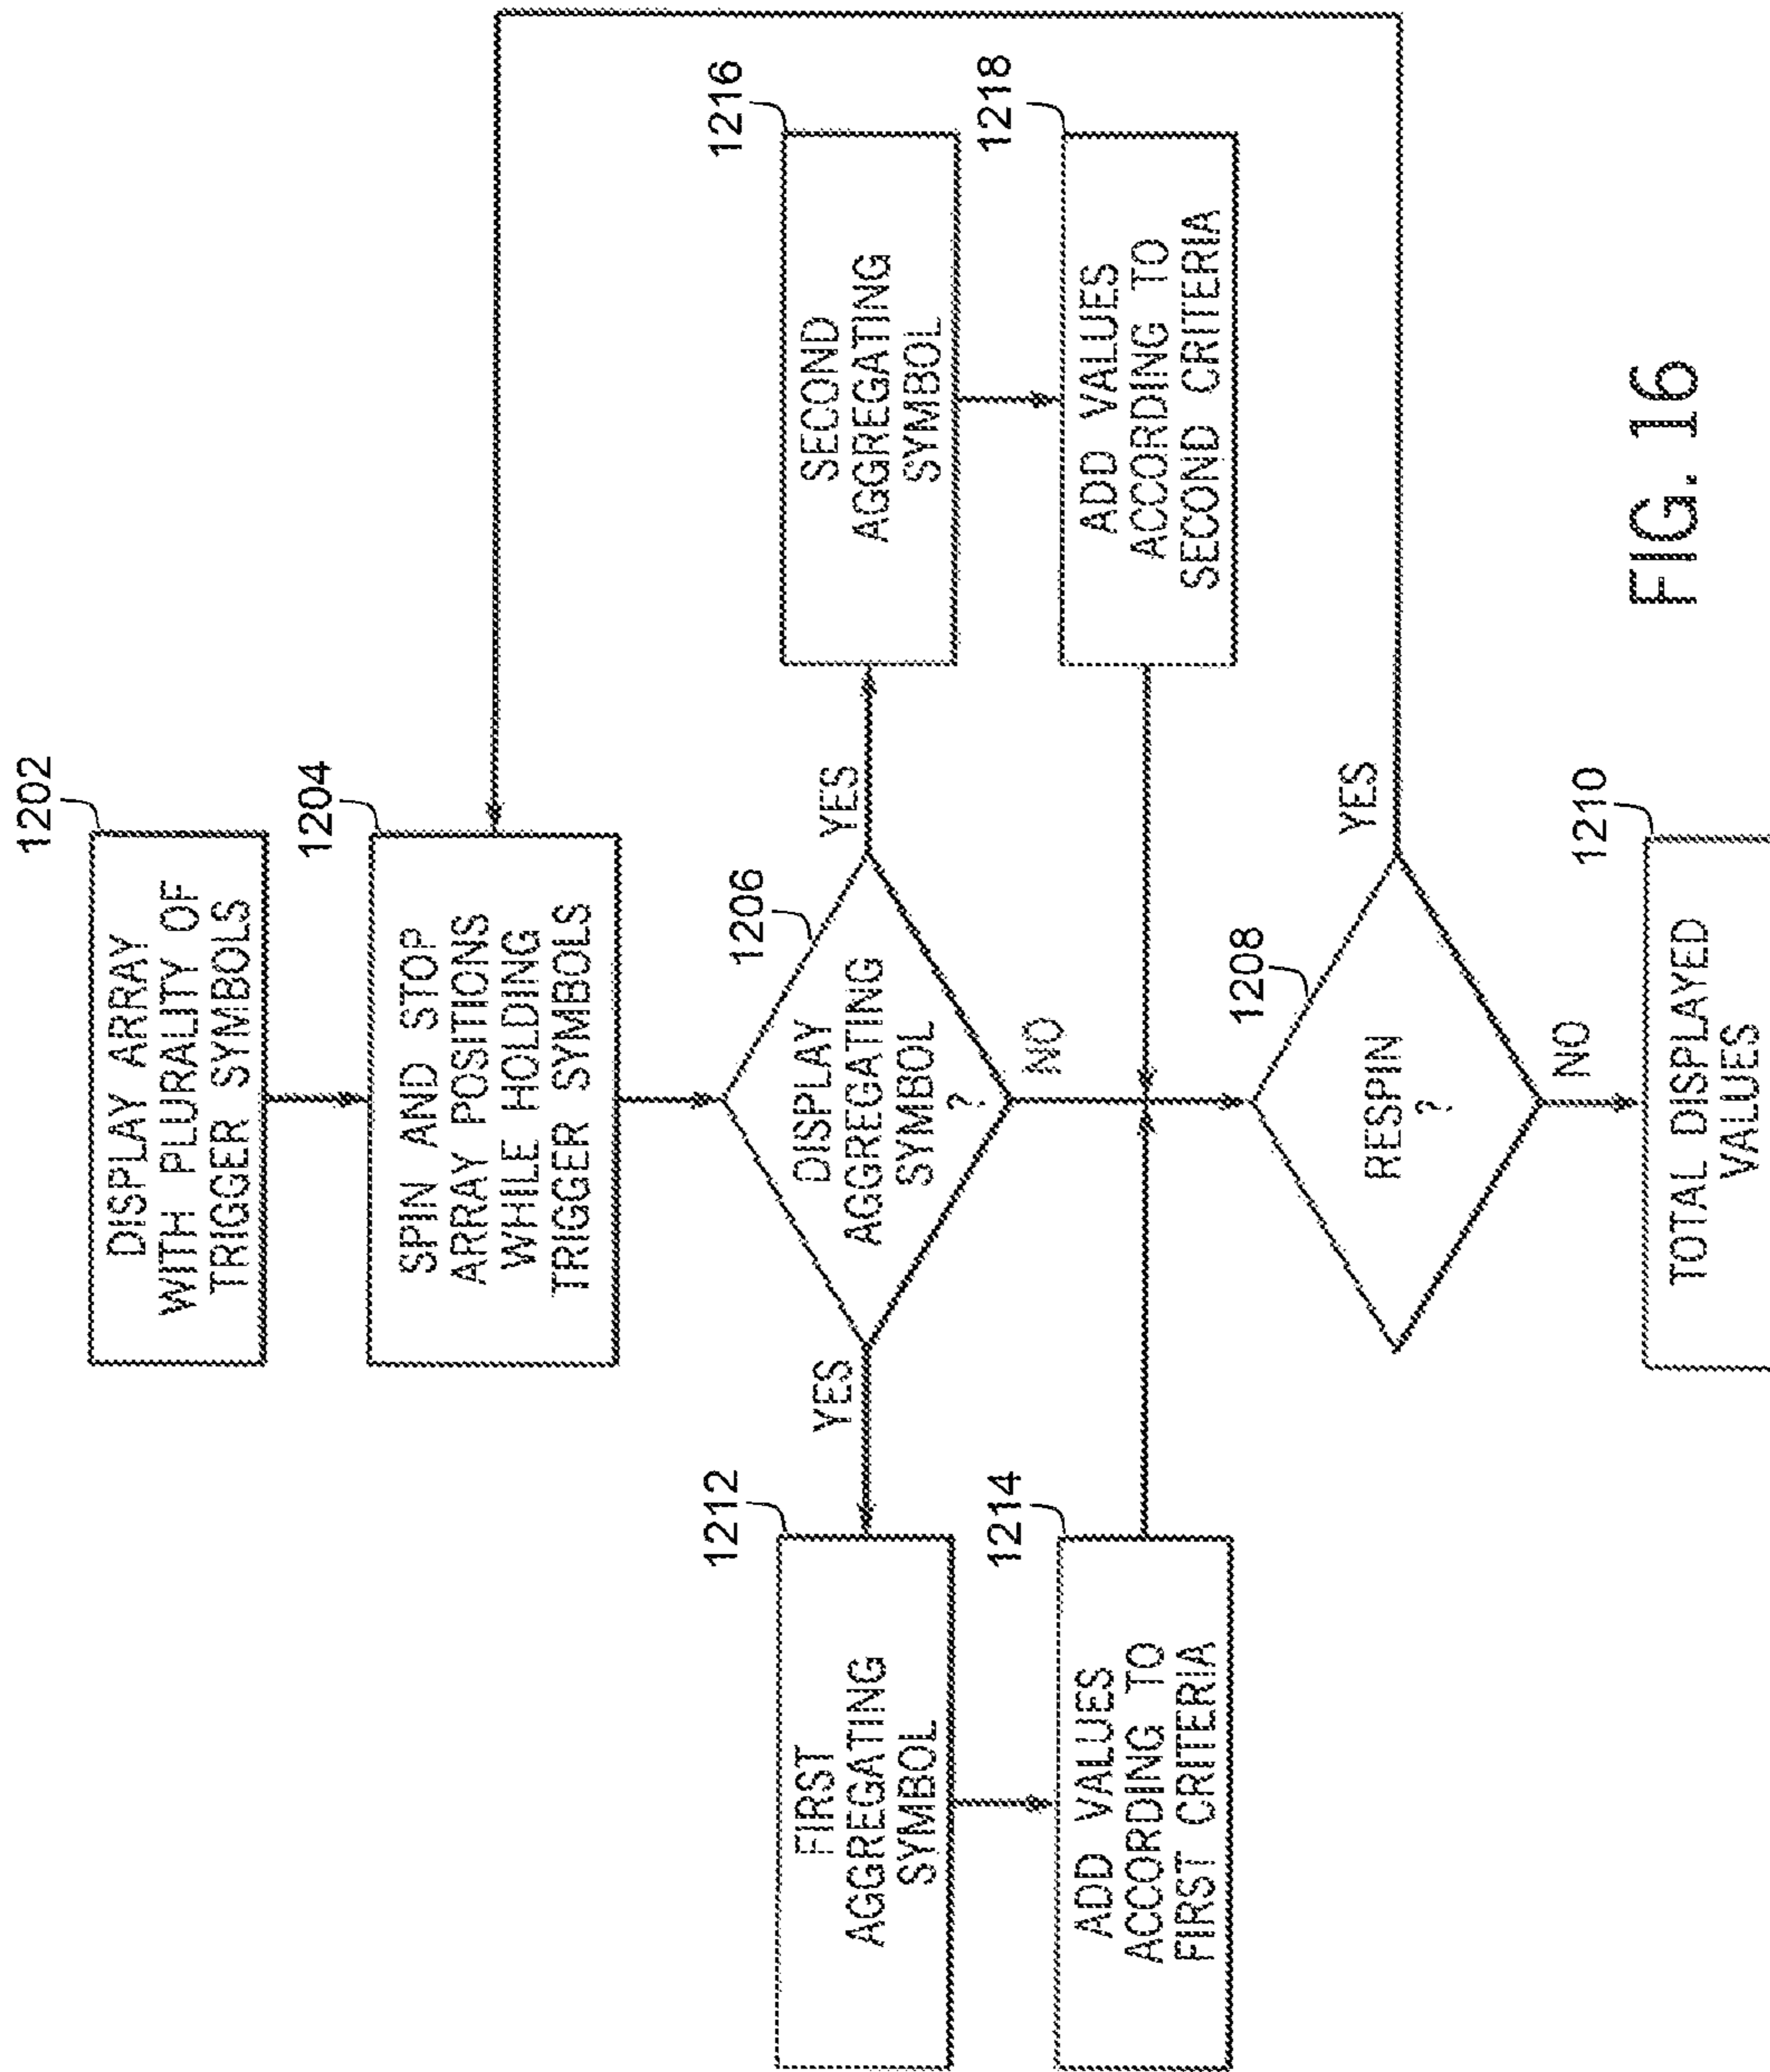 1202
DISPLAY ARRAY
WITH PLURALITY OF
TRIGGER SYMBOLS
1204
SPIN AND STOP
ARRAY POSITIONS
WHILE HOLDING
TRIGGER SYMBOLS
1206
DISPLAY
AGGREGATING
SYMBOL
?
YES
YES
NO
1212
FIRST
AGGREGATING
SYMBOL
1214
ADD VALUES
ACCORDING TO
FIRST CRITERIA
1216
SECOND
AGGREGATING
SYMBOL
1218
ADD VALUES
ACCORDING TO
SECOND CRITERIA
1208
RESPIN
?
YES
NO
1210
TOTAL DISPLAYED
VALUES
FIG. 16